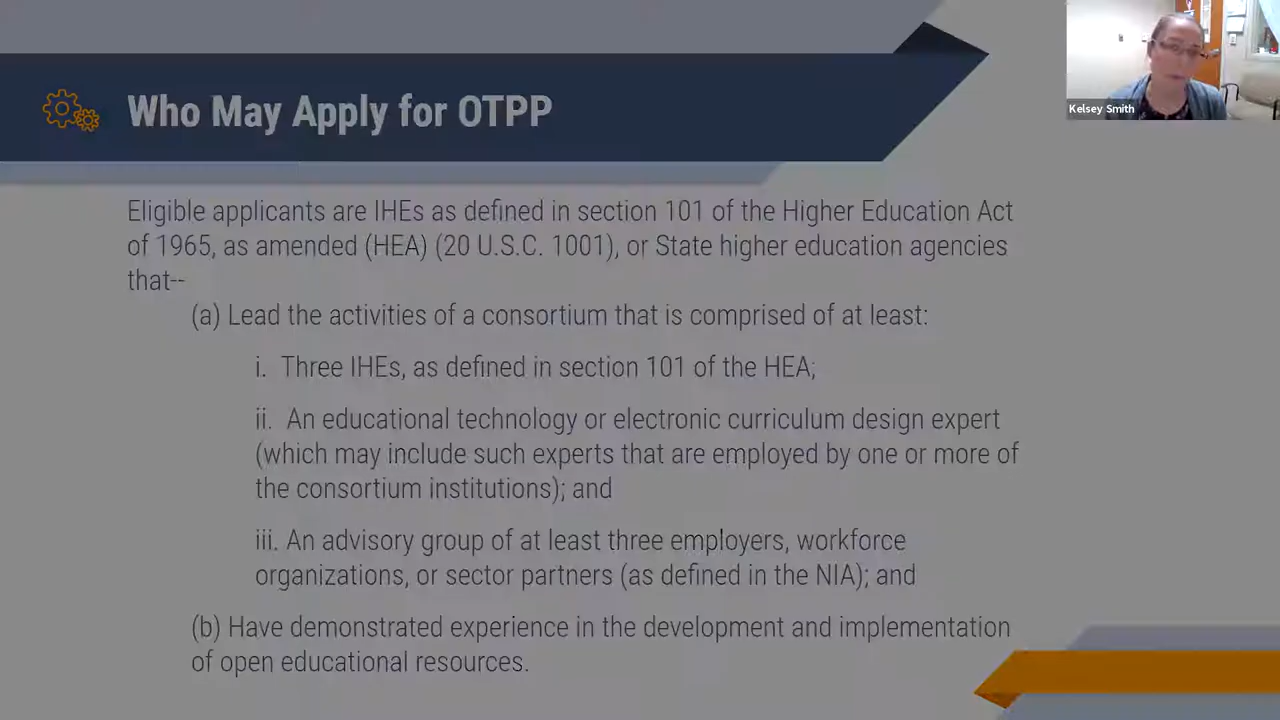 Who May Apply for OTPP
Kelsey Smith
Eligible applicants are IHEs as defined in section 101 of the Higher Education Act
of 1965, as amended (HEA) (20 U.S.C. 1001), or State higher education agencies
that--
(a) Lead the activities of a consortium that is comprised of at least:
i. Three IHEs, as defined in section 101 of the HEA;
ii. An educational technology or electronic curriculum design expert
(which may include such experts that are employed by one or more of
the consortium institutions); and
iii. An advisory group of at least three employers, workforce
organizations, or sector partners (as defined in the NIA); and
(b) Have demonstrated experience in the development and implementation
of open educational resources.